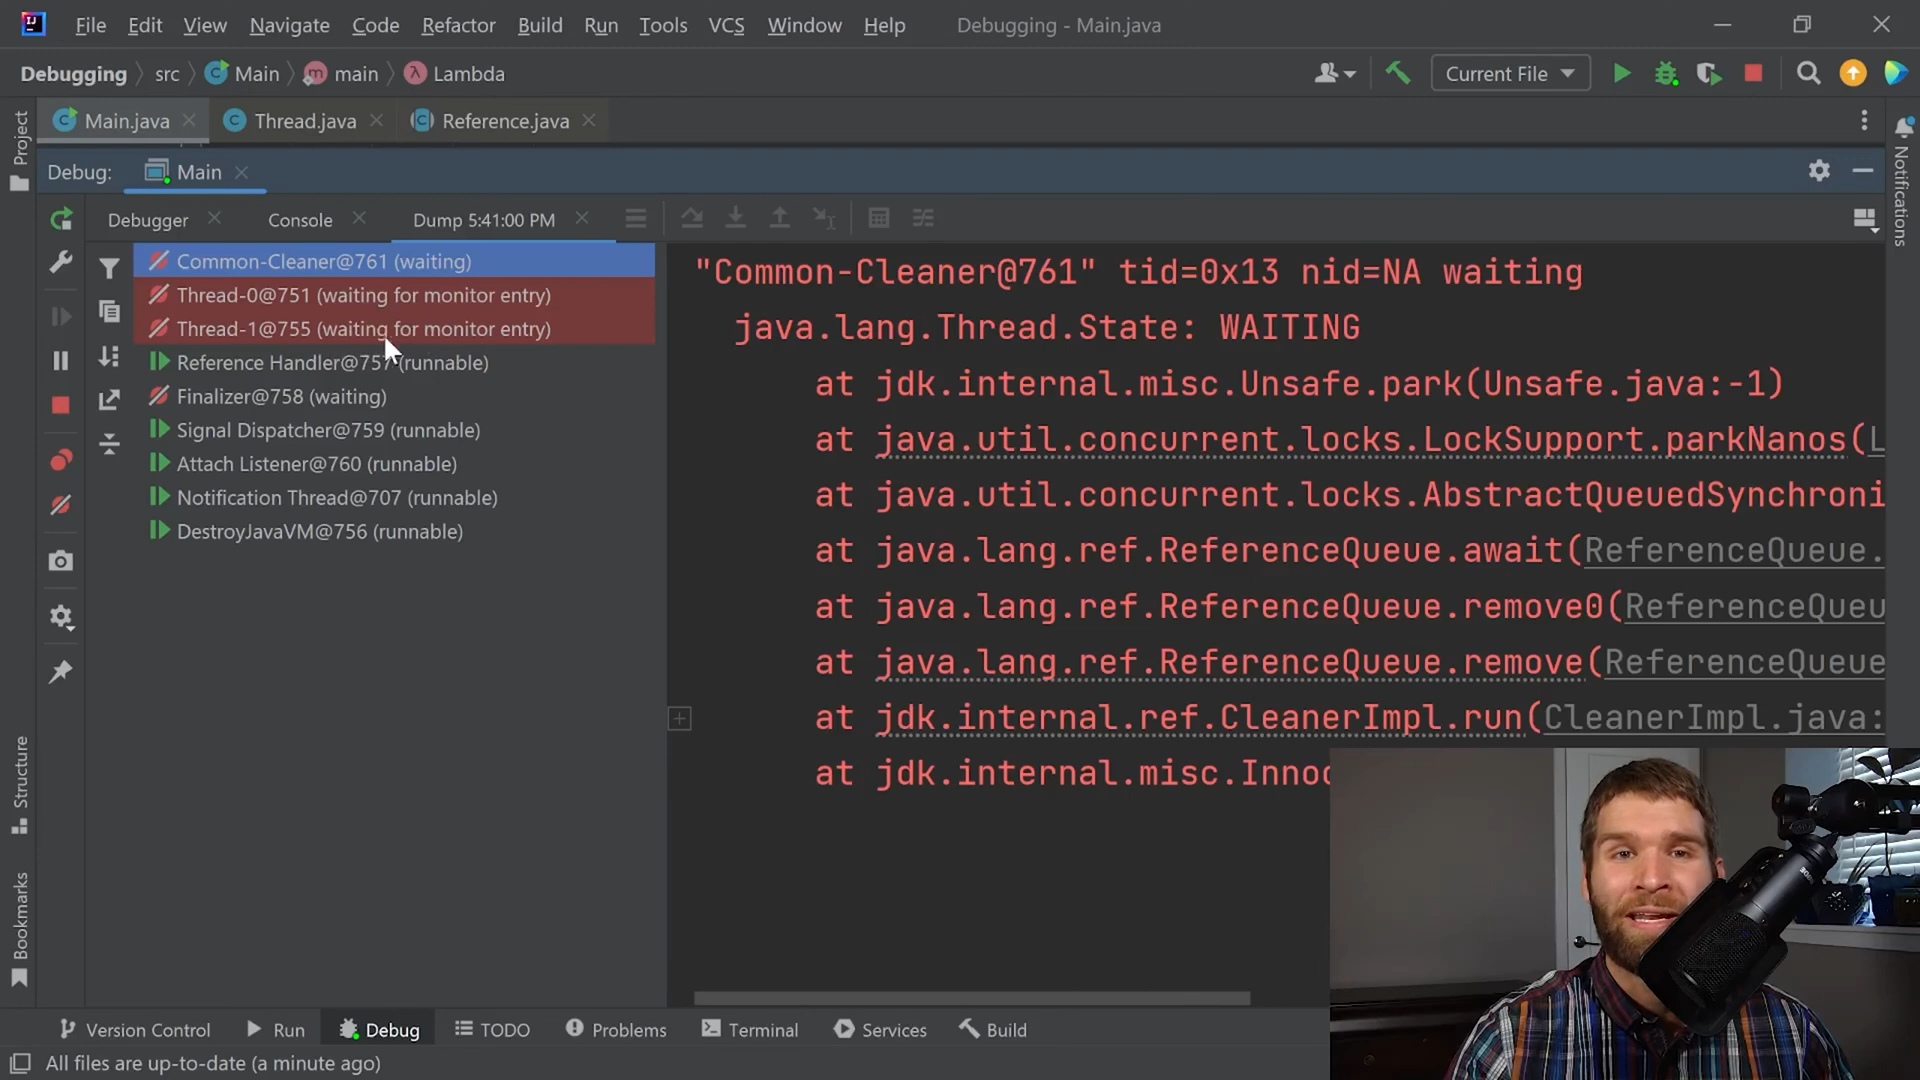 File Edit View Navigate Code Refactor Build Run Tools VCS Window Help Debugging - Main.java
Debugging src Main main Lambda Current File
Project
Main.java Thread.java Reference.java
Notifications
Debug: Main
Debugger Console Dump 5:41:00 PM
Common-Cleaner@761 (waiting)
Thread-0@751 (waiting for monitor entry)
Thread-1@755 (waiting for monitor entry)
Reference Handler@757 (runnable)
Finalizer@758 (waiting)
Signal Dispatcher@759 (runnable)
Attach Listener@760 (runnable)
Notification Thread@707 (runnable)
DestroyJavaVM@756 (runnable)
"Common-Cleaner@761" tid=0x13 nid=NA waiting
java.lang.Thread.State: WAITING
at jdk.internal.misc.Unsafe.park(Unsafe.java:-1)
at java.util.concurrent.locks.LockSupport.parkNanos(L
at java.util.concurrent.locks.AbstractQueuedSynchroni
at java.lang.ref.ReferenceQueue.await(ReferenceQueue.
at java.lang.ref.ReferenceQueue.remove0(ReferenceQueu
at java.lang.ref.ReferenceQueue.remove(ReferenceQueue
at jdk.internal.ref.CleanerImpl.run(CleanerImpl.java:
at jdk.internal.misc.Innoc
Structure
Bookmarks
Version Control Run Debug TODO Problems Terminal Services Build
All files are up-to-date (a minute ago)